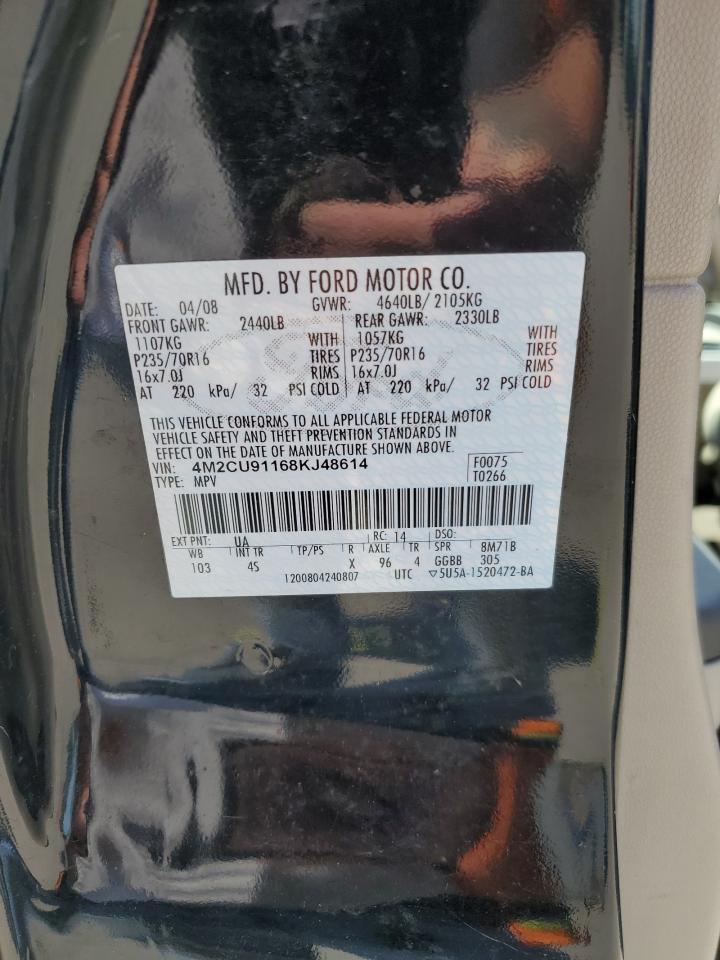 MFD. BY FORD MOTOR CO.
DATE: 04/08 GVWR: 4640LB/ 2105KG
FRONT GAWR: 2440LB REAR GAWR: 2330LB
1107KG WITH 1057KG WITH
P235/70R16 TIRES P235/70R16 TIRES
16x7.0J RIMS 16x7.0J RIMS
AT 220 kPa/ 32 PSI COLD AT 220 kPa/ 32 PSI COLD
THIS VEHICLE CONFORMS TO ALL APPLICABLE FEDERAL MOTOR
VEHICLE SAFETY AND THEFT PREVENTION STANDARDS IN
EFFECT ON THE DATE OF MANUFACTURE SHOWN ABOVE.
VIN: 4M2CU91168KJ48614 F0075
TYPE: MPV T0266
EXT PNT: UA RC: 14 DSO:
WB INT TR TP/PS R AXLE TR SPR 8M71B
103 4S X 96 4 GGBB 305
1200804240807 UTC ▽5U5A-1520472-BA